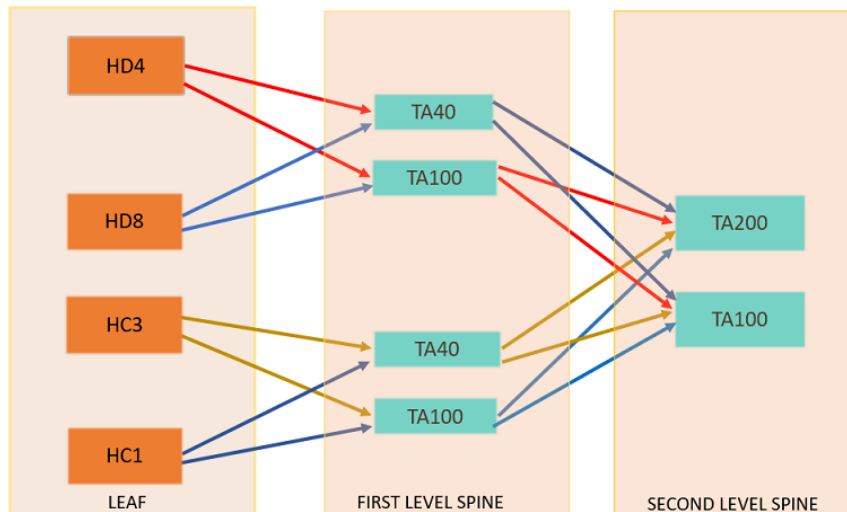 HD4
HD8
HC3
HC1
LEAF
TA40
TA100
TA40
TA100
FIRST LEVEL SPINE
TA200
TA100
SECOND LEVEL SPINE